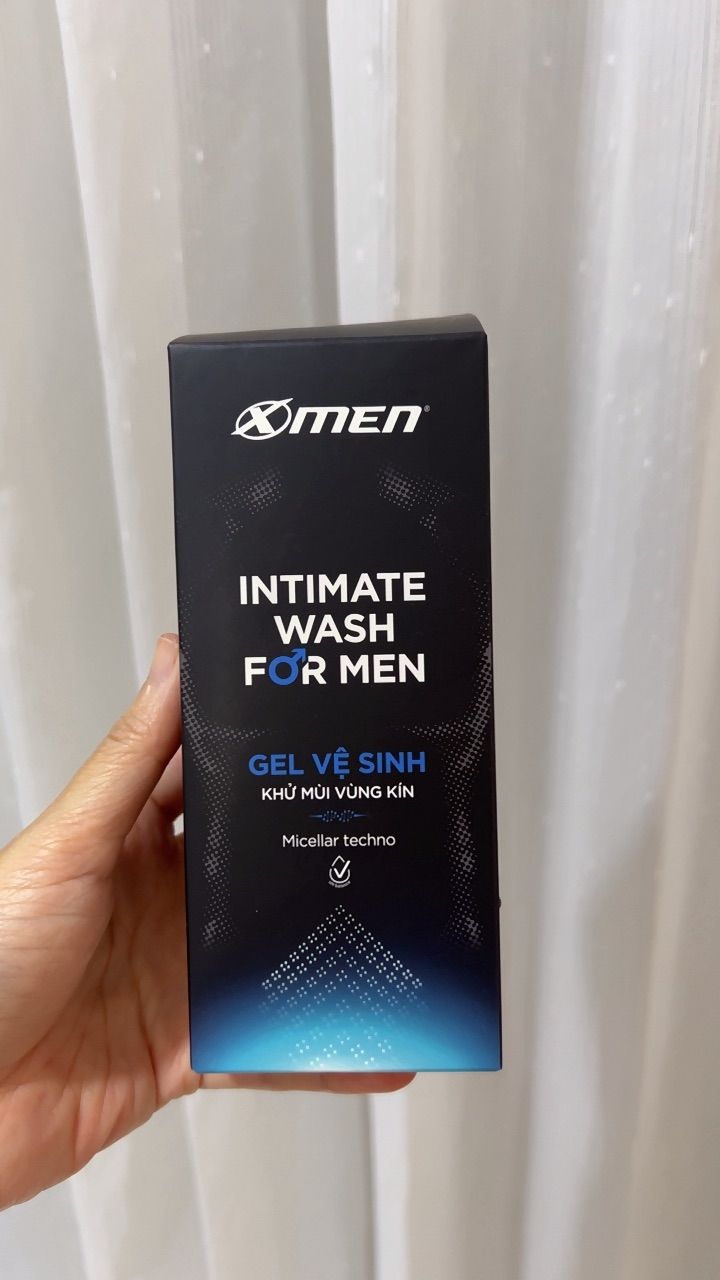 XMEN®
INTIMATE
WASH
FOR MEN
GEL VỆ SINH
KHỬ MÙI VÙNG KÍN
Micellar techno